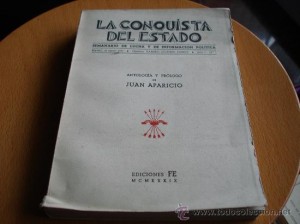 LA CONQUISTA
DEL ESTADO
SEMANARIO DE LUCHA Y DE INFORMACION POLITICA
ANTOLOGIA Y PROLOGO
DE
JUAN APARICIO
EDICIONES FE
MCMXXXIX
todocoleccion.net